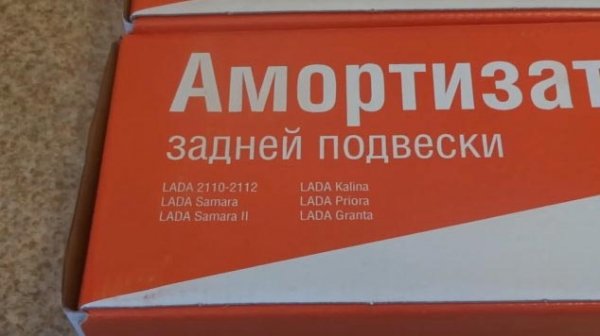 Амортизат
задней подвески
LADA 2110-2112
LADA Samara
LADA Samara II
LADA Kalina
LADA Priora
LADA Granta